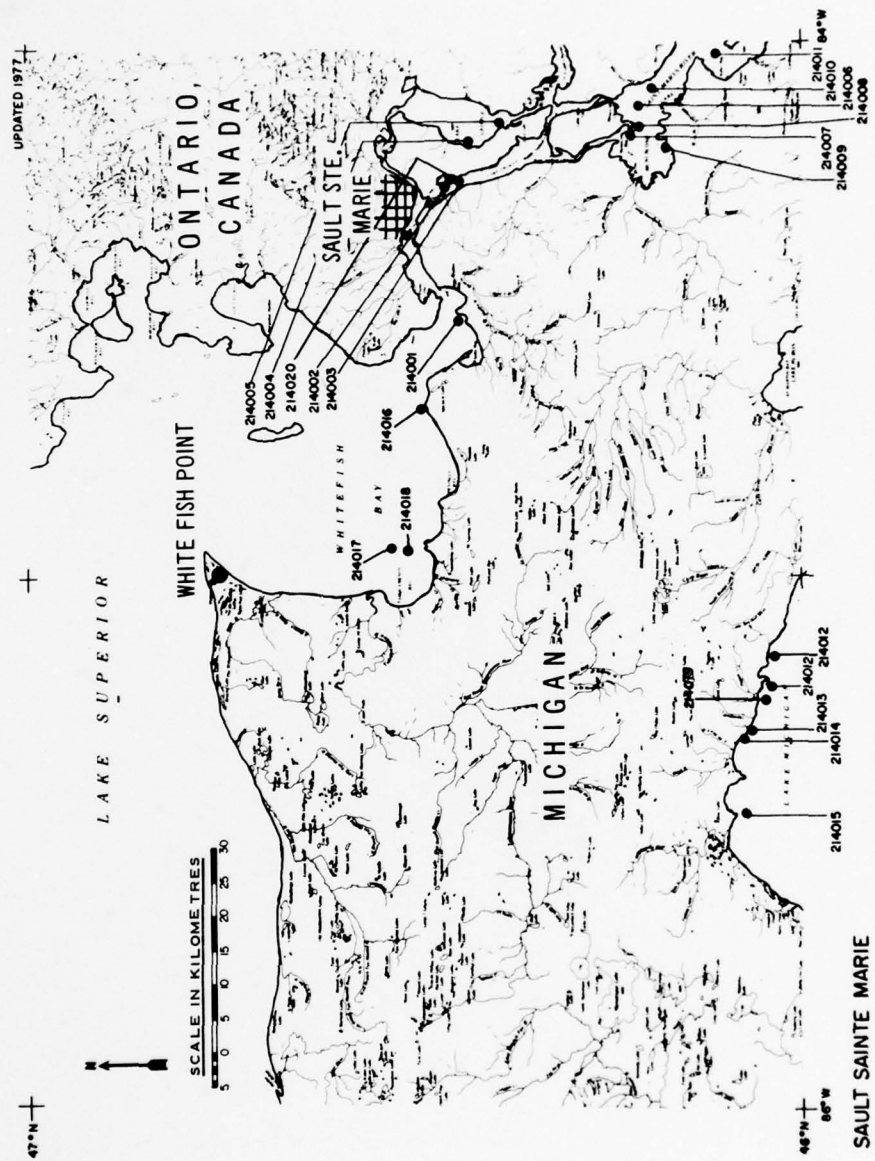 UPDATED 1977
47°N
84°W
46°N
86°W
LAKE SUPERIOR
N
SCALE IN KILOMETRES
5 0 5 10 15 20 25 30
WHITE FISH POINT
ONTARIO,
CANADA
SAULT STE.
MARIE
WHITEFISH
BAY
MICHIGAN
214005
214004
214020
214002
214003
214001
214016
214017
214018
214011
214010
214006
214008
214007
214009
214012
214012
214013
214014
214015
SAULT SAINTE MARIE